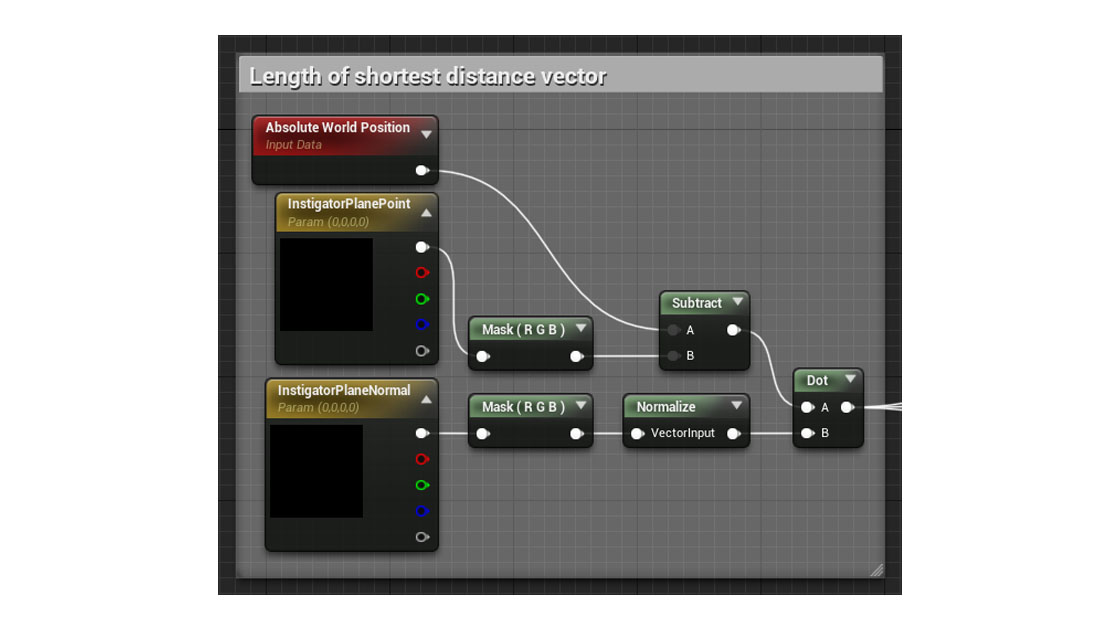 Length of shortest distance vector
Absolute World Position
Input Data
InstigatorPlanePoint
Param (0,0,0,0)
Mask ( R G B )
Subtract
A
B
InstigatorPlaneNormal
Param (0,0,0,0)
Mask ( R G B )
Normalize
VectorInput
Dot
A
B